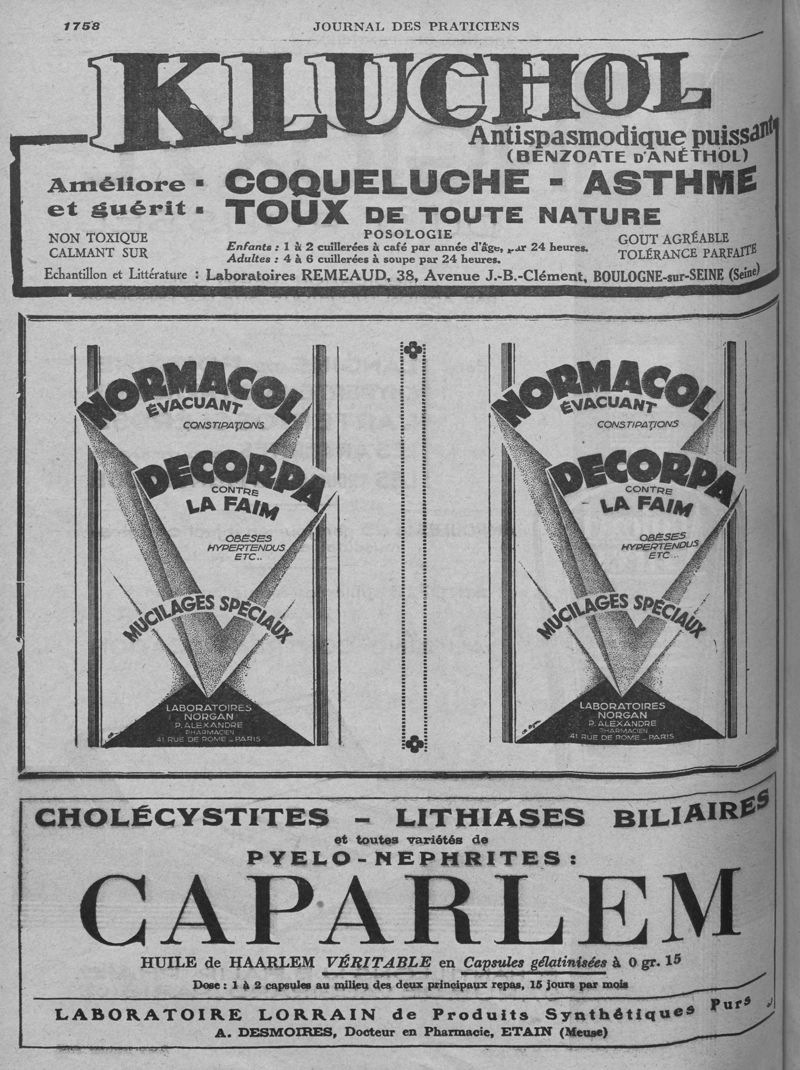 1758
JOURNAL DES PRATICIENS
KLUCHOL
Antispasmodique puissant
(BENZOATE D'ANÉTHOL)
Améliore
et guérit
COQUELUCHE - ASTHME
TOUX DE TOUTE NATURE
NON TOXIQUE
CALMANT SUR
POSOLOGIE
Enfants : 1 à 2 cuillerées à café par année d'âge, par 24 heures.
Adultes : 4 à 6 cuillerées à soupe par 24 heures.
GOUT AGRÉABLE
TOLÉRANCE PARFAITE
Echantillon et Littérature : Laboratoires REMEAUD, 38, Avenue J.-B.-Clément, BOULOGNE-sur-SEINE (Seine)
NORMACOL
ÉVACUANT
CONSTIPATIONS
DECORPA
CONTRE
LA FAIM
OBÈSES
HYPERTENDUS
ETC..
MUCILAGES SPÉCIAUX
LABORATOIRES
NORGAN
P. ALEXANDRE
PHARMACIEN
41 RUE DE ROME _ PARIS
NORMACOL
ÉVACUANT
CONSTIPATIONS
DECORPA
CONTRE
LA FAIM
OBÈSES
HYPERTENDUS
ETC...
MUCILAGES SPÉCIAUX
LABORATOIRES
NORGAN
P. ALEXANDRE
PHARMACIEN
41 RUE DE ROME _ PARIS
CHOLÉCYSTITES - LITHIASES BILIAIRES
et toutes variétés de
PYELO-NEPHRITES :
CAPARLEM
HUILE de HAARLEM VÉRITABLE en Capsules gélatinisées à 0 gr. 15
Dose : 1 à 2 capsules au milieu des deux principaux repas, 15 jours par mois
LABORATOIRE LORRAIN de Produits Synthétiques Purs
A. DESMOIRES, Docteur en Pharmacie, ETAIN (Meuse)